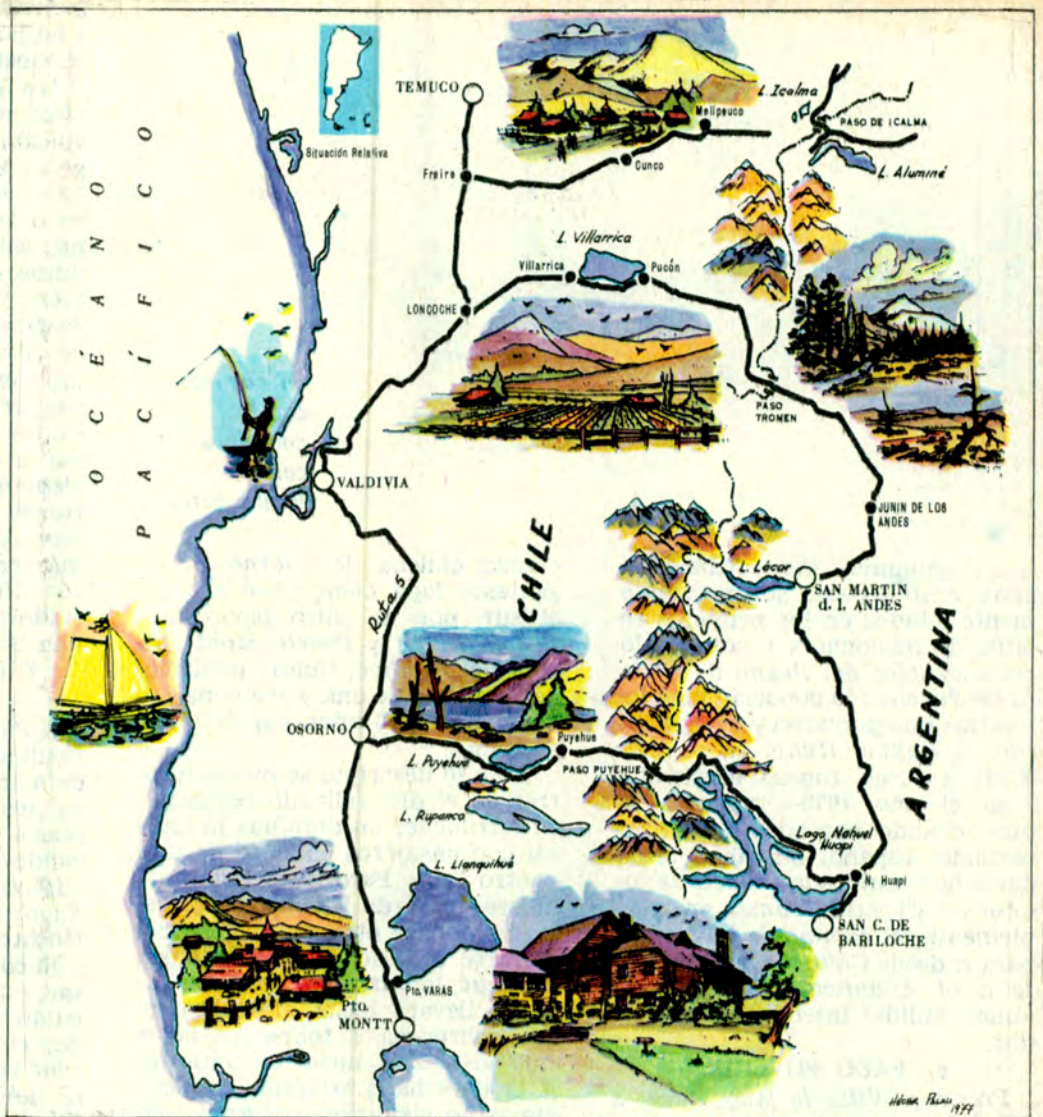 TEMUCO
L. Icalma
Melipeuco
PASO DE ICALMA
Situación Relativa
Freire
Cunco
L. Aluminé
OCÉANO
PACÍFICO
L. Villarrica
Villarrica
Pucón
LONCOCHE
PASO
TROMEN
VALDIVIA
JUNIN DE LOS
ANDES
CHILE
L. Lácar
SAN MARTIN
d. l. ANDES
Ruta 5
ARGENTINA
OSORNO
L. Puyehue
Puyehue
PASO PUYEHUE
L. Rupanco
Lago Nahuel
Huapi
N. Huapi
L. Llanquihué
SAN C. DE
BARILOCHE
Pto. VARAS
Pto.
MONTT
1977